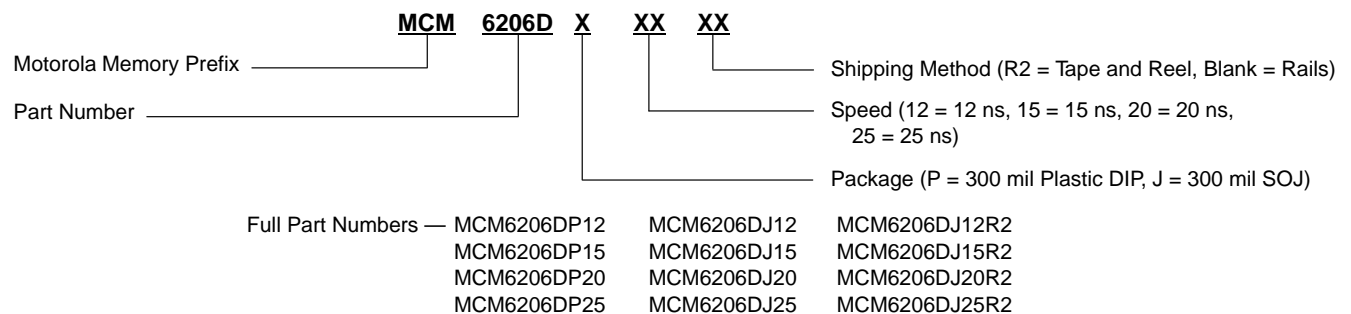 MCM 6206D X XX XX
Motorola Memory Prefix
Shipping Method (R2 = Tape and Reel, Blank = Rails)
Part Number
Speed (12 = 12 ns, 15 = 15 ns, 20 = 20 ns,
25 = 25 ns)
Package (P = 300 mil Plastic DIP, J = 300 mil SOJ)
Full Part Numbers — MCM6206DP12 MCM6206DJ12 MCM6206DJ12R2
MCM6206DP15 MCM6206DJ15 MCM6206DJ15R2
MCM6206DP20 MCM6206DJ20 MCM6206DJ20R2
MCM6206DP25 MCM6206DJ25 MCM6206DJ25R2